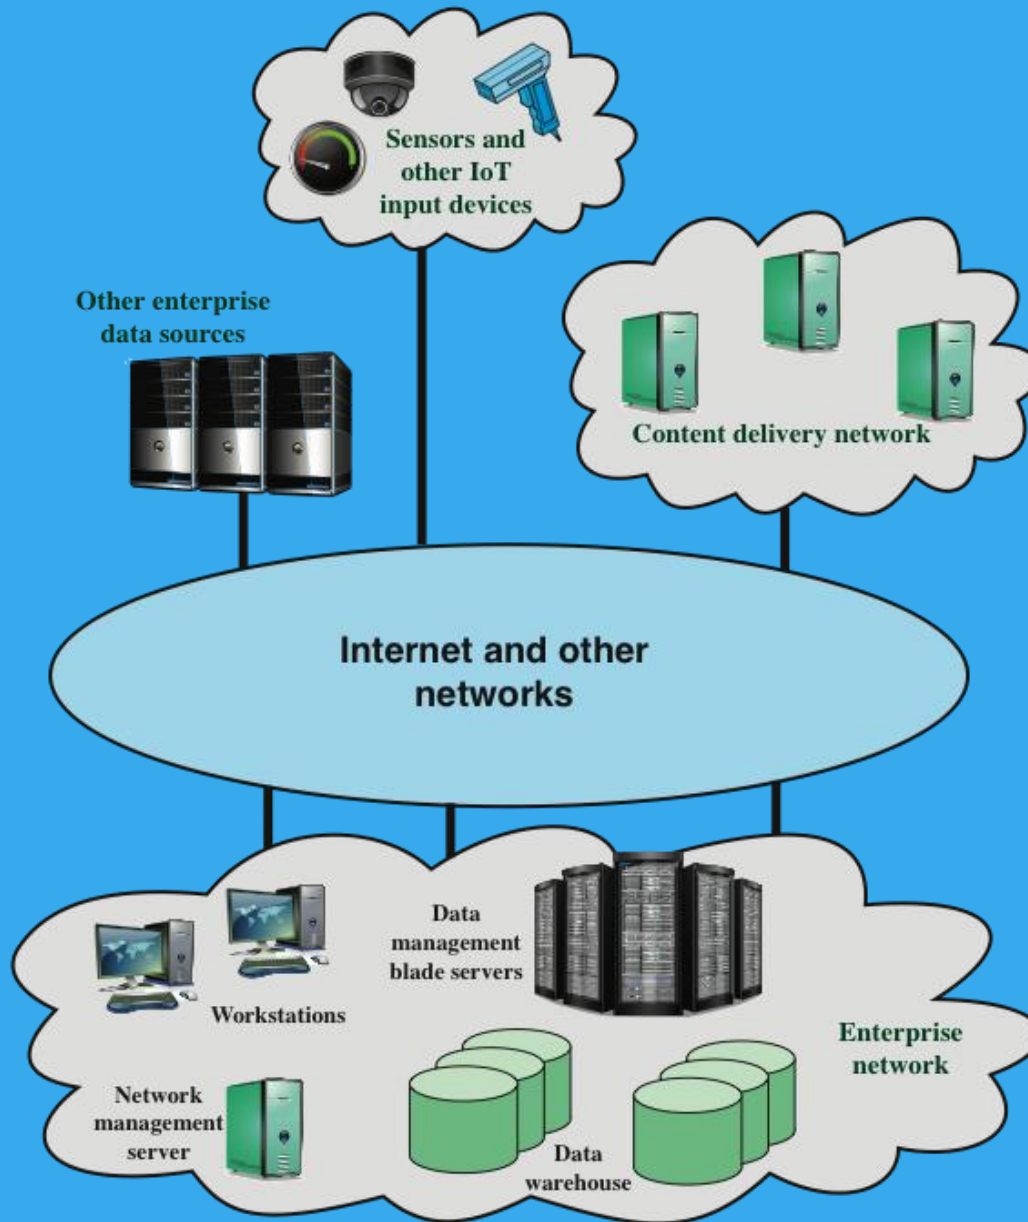 Sensors and
other IoT
input devices
Other enterprise
data sources
Content delivery network
Internet and other
networks
Data
management
blade servers
Workstations
Enterprise
network
Network
management
server
Data
warehouse